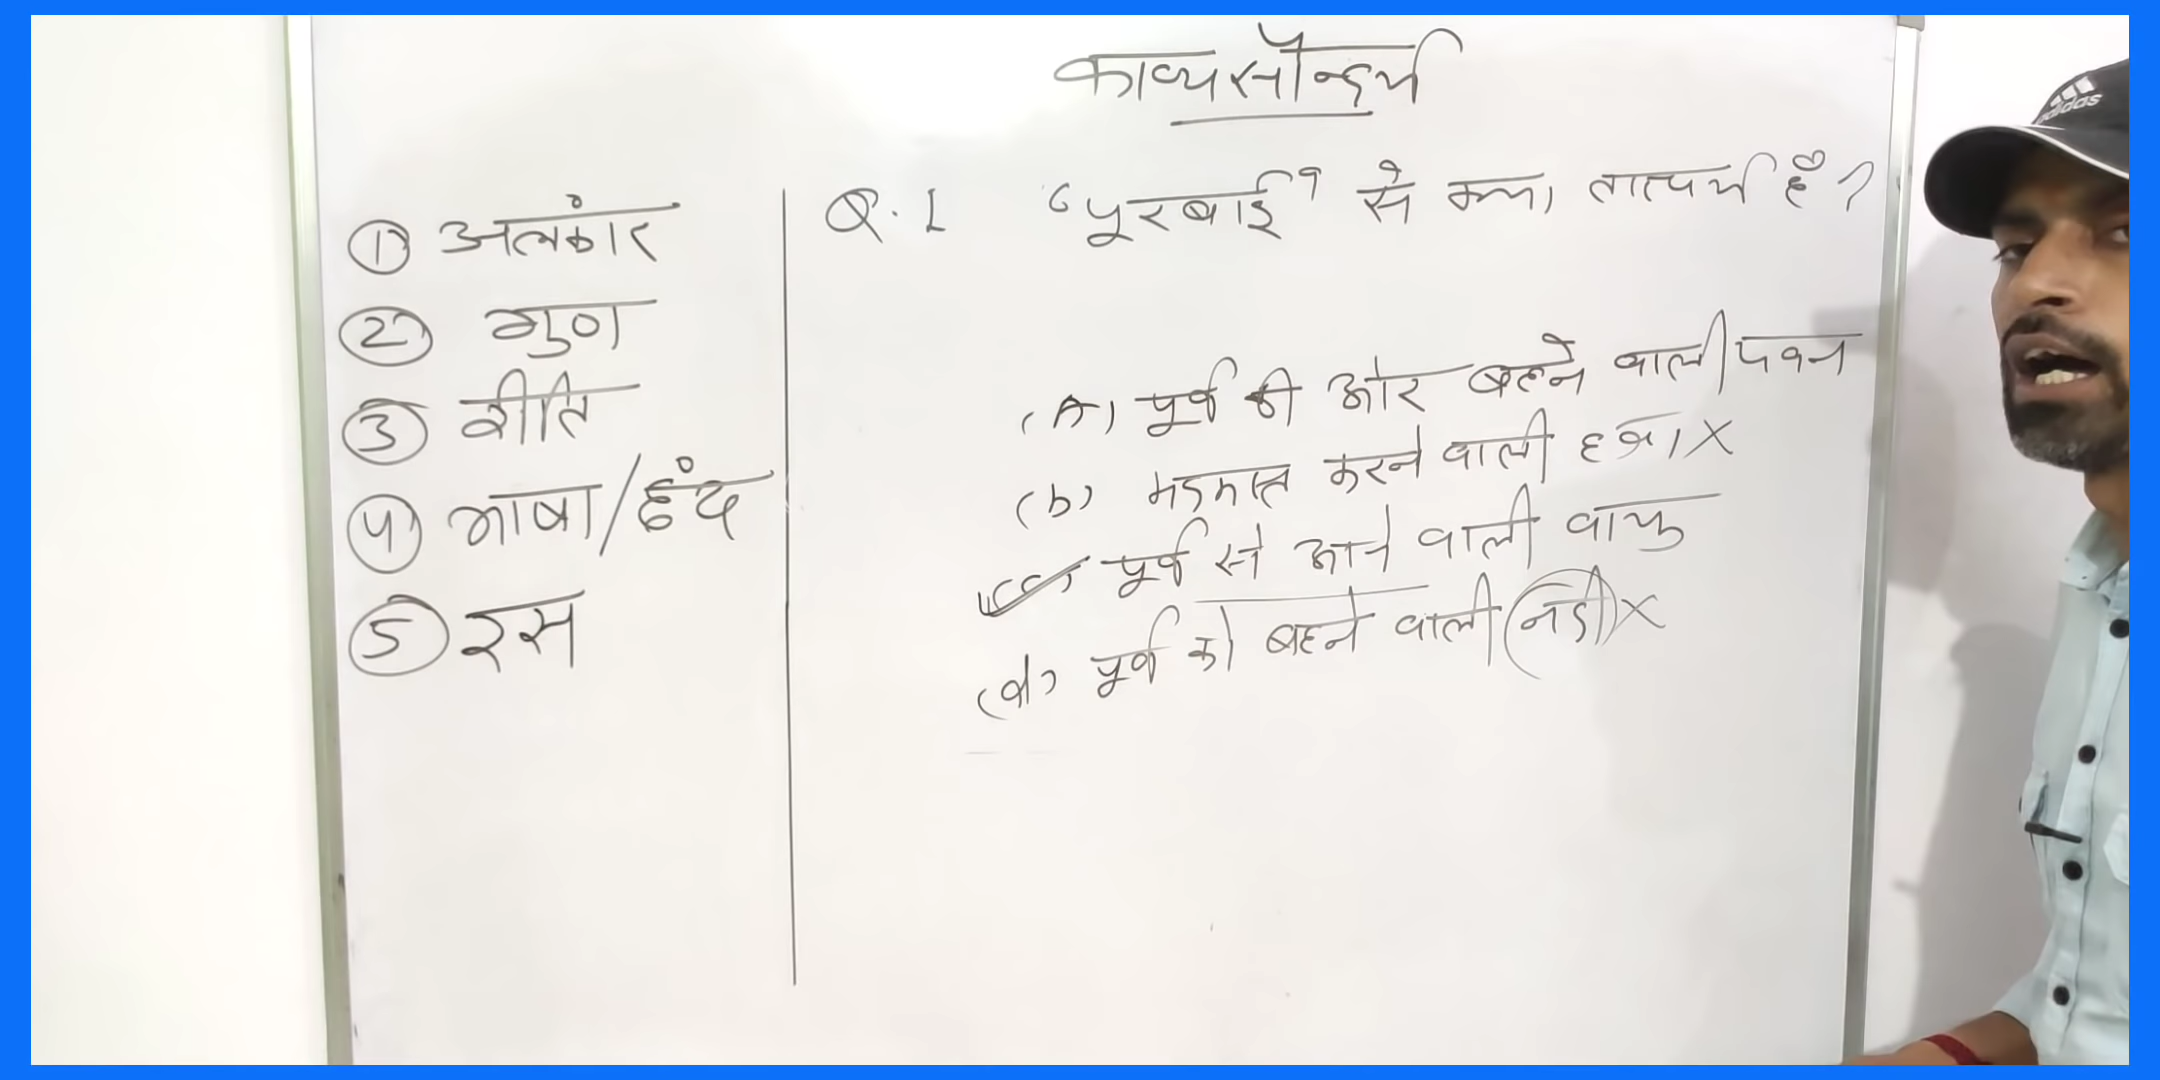 काव्यसौन्दर्य
① अलंकार
② गुण
③ रीति
④ भाषा/छंद
⑤ रस
Q.1 'पूरबाई' से क्या तात्पर्य है?
(A) पूर्व की ओर बहने वाली पवन
(b) मदमस्त करने वाली हवा X
(C) पूर्व से आने वाली वायु
(d) पूर्व को बहने वाली (नदी) X
adidas